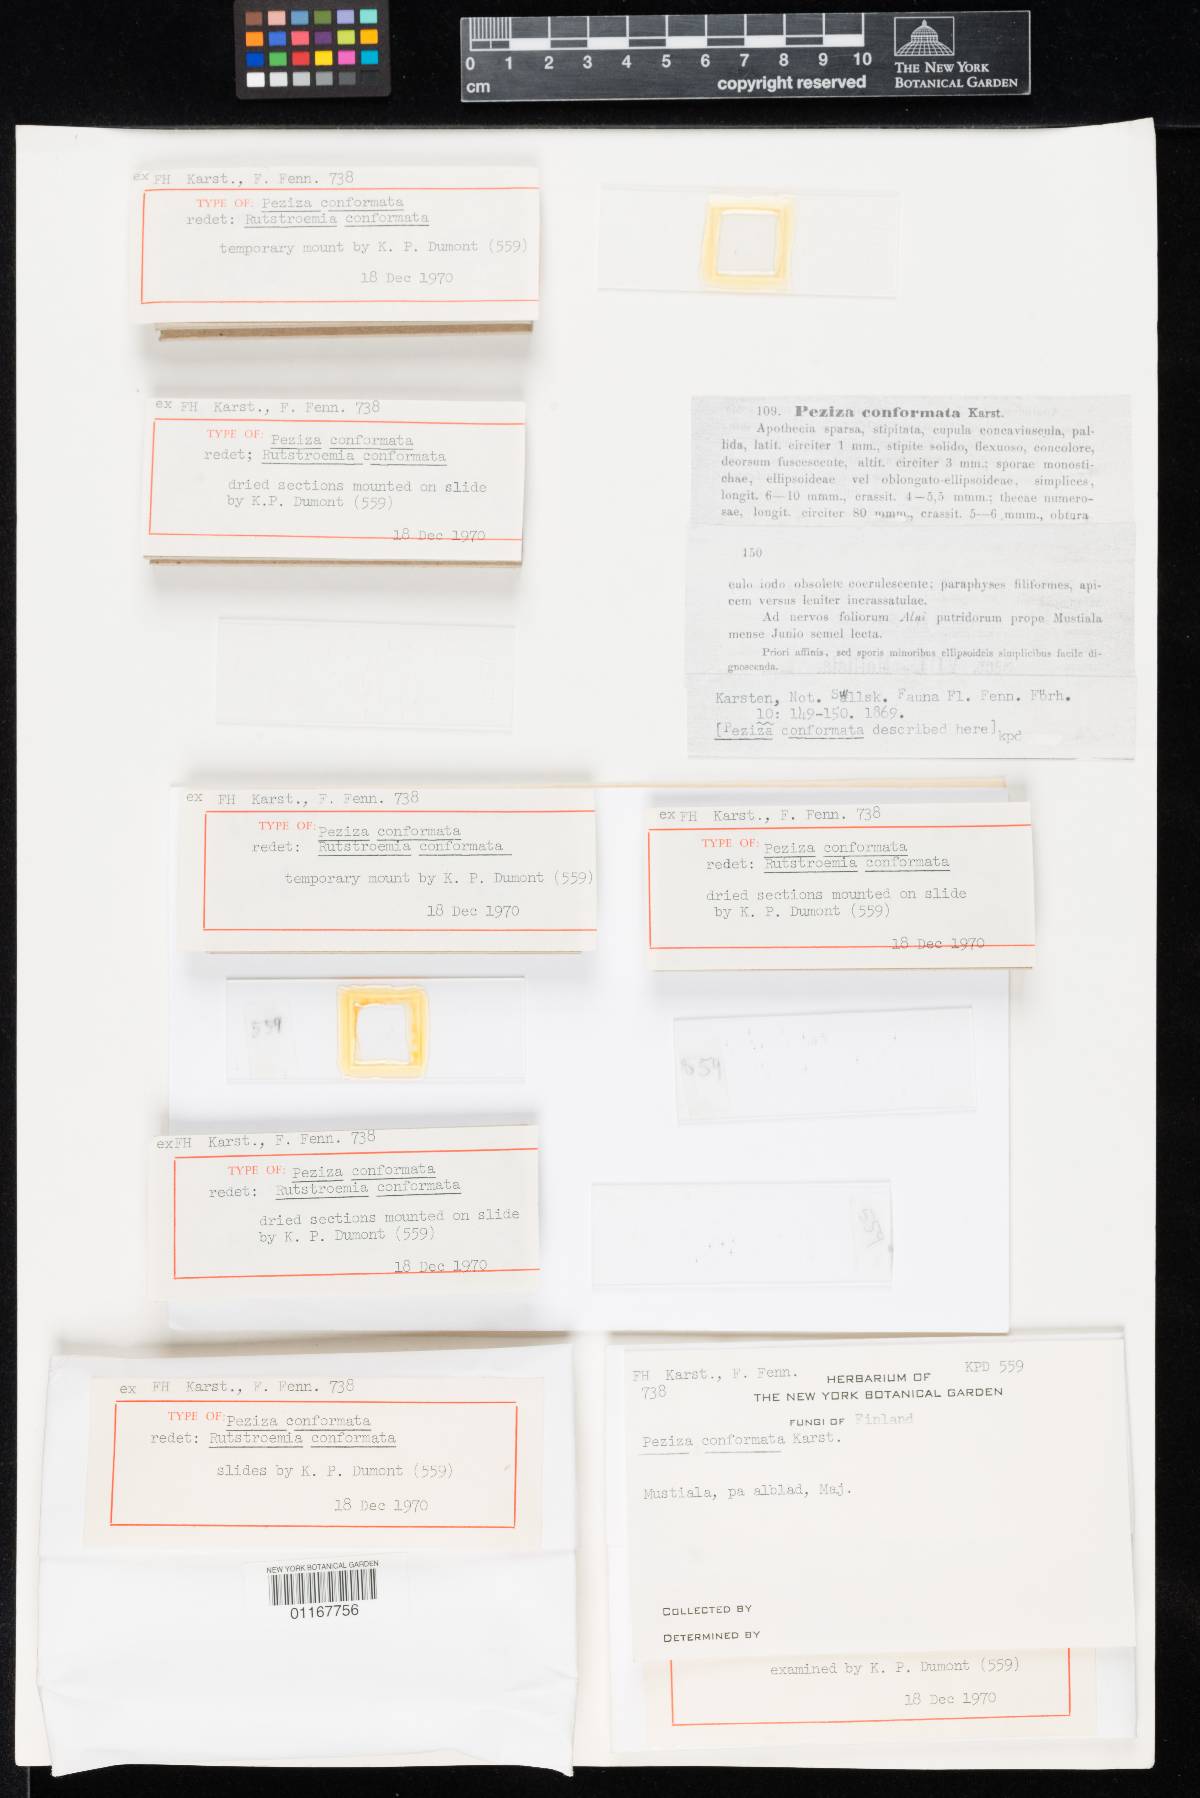 0 1 2 3 4 5 6 7 8 9 10
cm
copyright reserved
THE NEW YORK
BOTANICAL GARDEN
ex FH Karst., F. Fenn. 738
TYPE OF: Peziza conformata
redet: Rutstroemia conformata
temporary mount by K. P. Dumont (559)
18 Dec 1970
ex FH Karst., F. Fenn. 738
TYPE OF: Peziza conformata
redet; Rutstroemia conformata
dried sections mounted on slide
by K.P. Dumont (559)
18 Dec 1970
109. Peziza conformata Karst.
Apothecia sparsa, stipitata, cupula concaviuscula, pal-
lida, latit. circiter 1 mm., stipite solido, flexuoso, concolore,
deorsum fuscescente, altit. circiter 3 mm.; sporae monosti-
chae, ellipsoideae vel oblongato-ellipsoideae, simplices,
longit. 6—10 mmm., crassit. 4—5,5 mmm.; thecae numero-
sae, longit. circiter 80 mmm., crassit. 5—6 mmm., obtura
150
culo iodo obsolete coerulescente; paraphyses filiformes, api-
cem versus leniter incrassatulae.
Ad nervos foliorum Alni putridorum prope Mustiala
mense Junio semel lecta.
Priori affinis, sed sporis minoribus ellipsoideis simplicibus facile di-
gnoscenda.
Karsten, Not. Sällsk. Fauna Fl. Fenn. Förh.
10: 149-150. 1869.
[Peziza conformata described here] kpd
ex FH Karst., F. Fenn. 738
TYPE OF: Peziza conformata
redet: Rutstroemia conformata
temporary mount by K. P. Dumont (559)
18 Dec 1970
ex FH Karst., F. Fenn. 738
TYPE OF: Peziza conformata
redet: Rutstroemia conformata
dried sections mounted on slide
by K. P. Dumont (559)
18 Dec 1970
559
559
ex FH Karst., F. Fenn. 738
TYPE OF: Peziza conformata
redet: Rutstroemia conformata
dried sections mounted on slide
by K. P. Dumont (559)
18 Dec 1970
ex FH Karst., F. Fenn. 738
TYPE OF: Peziza conformata
redet: Rutstroemia conformata
slides by K. P. Dumont (559)
18 Dec 1970
NEW YORK BOTANICAL GARDEN
01167756
FH Karst., F. Fenn.
738
KPD 559
HERBARIUM OF
THE NEW YORK BOTANICAL GARDEN
FUNGI OF Finland
Peziza conformata Karst.
Mustiala, pa alblad, Maj.
COLLECTED BY
DETERMINED BY
examined by K. P. Dumont (559)
18 Dec 1970